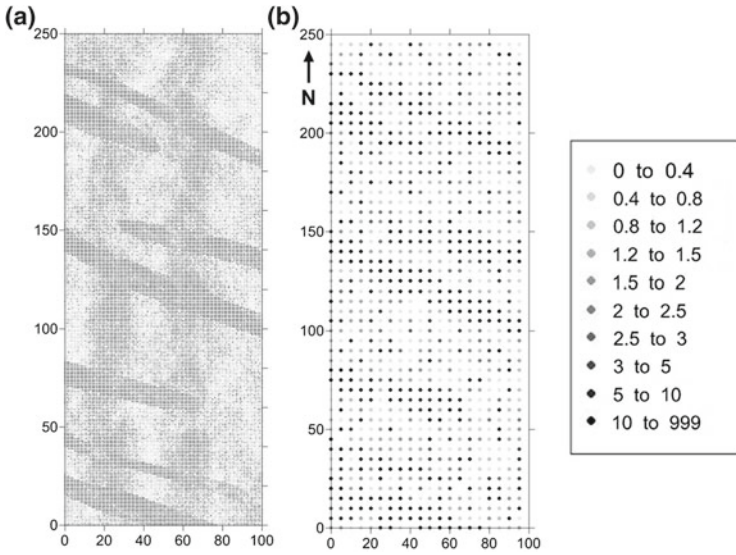 (a)
250
200
150
100
50
0
0 20 40 60 80 100
(b)
250
N
200
150
100
50
0
0 20 40 60 80 100
0 to 0.4
0.4 to 0.8
0.8 to 1.2
1.2 to 1.5
1.5 to 2
2 to 2.5
2.5 to 3
3 to 5
5 to 10
10 to 999